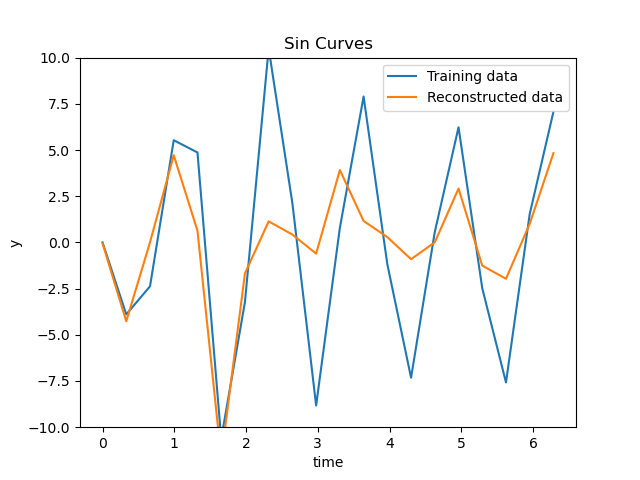 Sin Curves
Training data
Reconstructed data
10.0
7.5
5.0
2.5
0.0
−2.5
−5.0
−7.5
−10.0
y
0 1 2 3 4 5 6
time